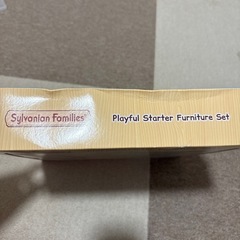 Sylvanian Families®
Playful Starter Furniture Set